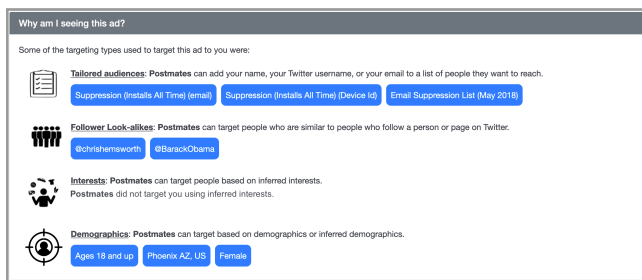 Why am I seeing this ad?
Some of the targeting types used to target this ad to you were:
Tailored audiences: Postmates can add your name, your Twitter username, or your email to a list of people they want to reach.
Suppression (Installs All Time) (email) Suppression (Installs All Time) (Device Id) Email Suppression List (May 2018)
Follower Look-alikes: Postmates can target people who are similar to people who follow a person or page on Twitter.
@chrishemsworth @BarackObama
Interests: Postmates can target people based on inferred interests.
Postmates did not target you using inferred interests.
Demographics: Postmates can target based on demographics or inferred demographics.
Ages 18 and up Phoenix AZ, US Female